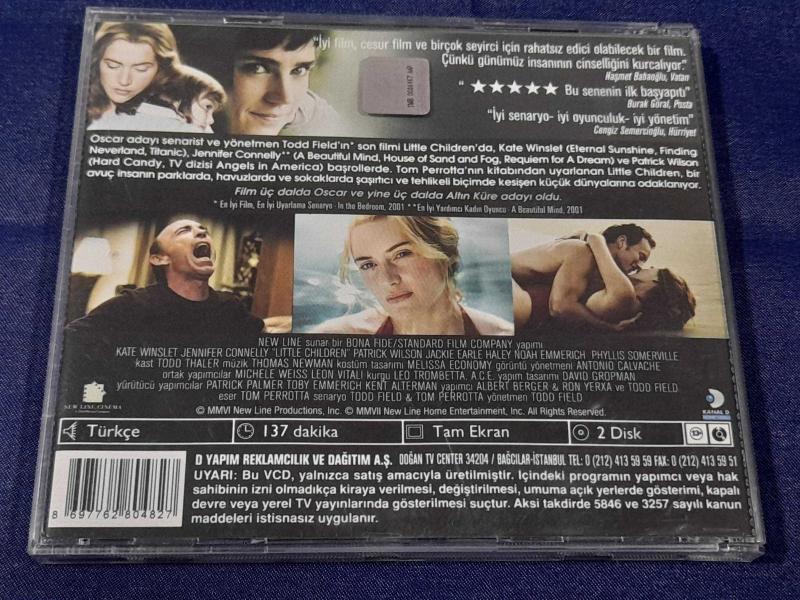 "İyi film, cesur film ve birçok seyirci için rahatsız edici olabilecek bir film.
Çünkü günümüz insanının cinselliğini kurcalıyor."
Haşmet Babaoğlu, Vatan
" ★★★★★ Bu senenin ilk başyapıtı"
Burak Göral, Posta
"İyi senaryo- iyi oyunculuk- iyi yönetim"
Cengiz Semercioğlu, Hürriyet
Oscar adayı senarist ve yönetmen Todd Field'ın* son filmi Little Children'da, Kate Winslet (Eternal Sunshine, Finding
Neverland, Titanic), Jennifer Connelly** (A Beautiful Mind, House of Sand and Fog, Requiem for A Dream) ve Patrick Wilson
(Hard Candy, TV dizisi Angels in America) başrollerde. Tom Perrotta'nın kitabından uyarlanan Little Children, bir
avuç insanın parklarda, havuzlarda ve sokaklarda şaşırtıcı ve tehlikeli biçimde kesişen küçük dünyalarına odaklanıyor.
Film üç dalda Oscar ve yine üç dalda Altın Küre adayı oldu.
* En İyi Film, En İyi Uyarlama Senaryo - In the Bedroom, 2001 * *En İyi Yardımcı Kadın Oyuncu - A Beautiful Mind, 2001
NEW LINE sunar bir BONA FIDE/STANDARD FILM COMPANY yapımı
KATE WINSLET JENNIFER CONNELLY "LITTLE CHILDREN" PATRICK WILSON JACKIE EARLE HALEY NOAH EMMERICH PHYLLIS SOMERVILLE
kast TODD THALER müzik THOMAS NEWMAN kostüm tasarımı MELISSA ECONOMY görüntü yönetimi ANTONIO CALVACHE
ortak yapımcılar MICHELE WEISS LEON VITALI kurgu LEO TROMBETTA, A.C.E. yapım tasarımı DAVID GROPMAN
yürütücü yapımcılar PATRICK PALMER TOBY EMMERICH KENT ALTERMAN yapımcı ALBERT BERGER & RON YERXA ve TODD FIELD
eser TOM PERROTTA senaryo TODD FIELD & TOM PERROTTA yönetmen TODD FIELD
NEW LINE CINEMA
© MMVI New Line Productions, Inc. © MMVII New Line Home Entertainment, Inc. All Rights Reserved.
KANAL D
Türkçe
137 dakika
Tam Ekran
2 Disk
D YAPIM REKLAMCILIK VE DAĞITIM A.Ş. DOĞAN TV CENTER 34204 / BAĞCILAR-İSTANBUL TEL: 0 (212) 413 59 59 FAX: 0 (212) 413 59 51
UYARI: Bu VCD, yalnızca satış amacıyla üretilmiştir. İçindeki programın yapımcı veya hak
sahibinin izni olmadıkça kiraya verilmesi, değiştirilmesi, umuma açık yerlerde gösterimi, kapalı
devre veya yerel TV yayınlarında gösterilmesi suçtur. Aksi takdirde 5846 ve 3257 sayılı kanun
maddeleri istisnasız uygulanır.
8 697762 804827